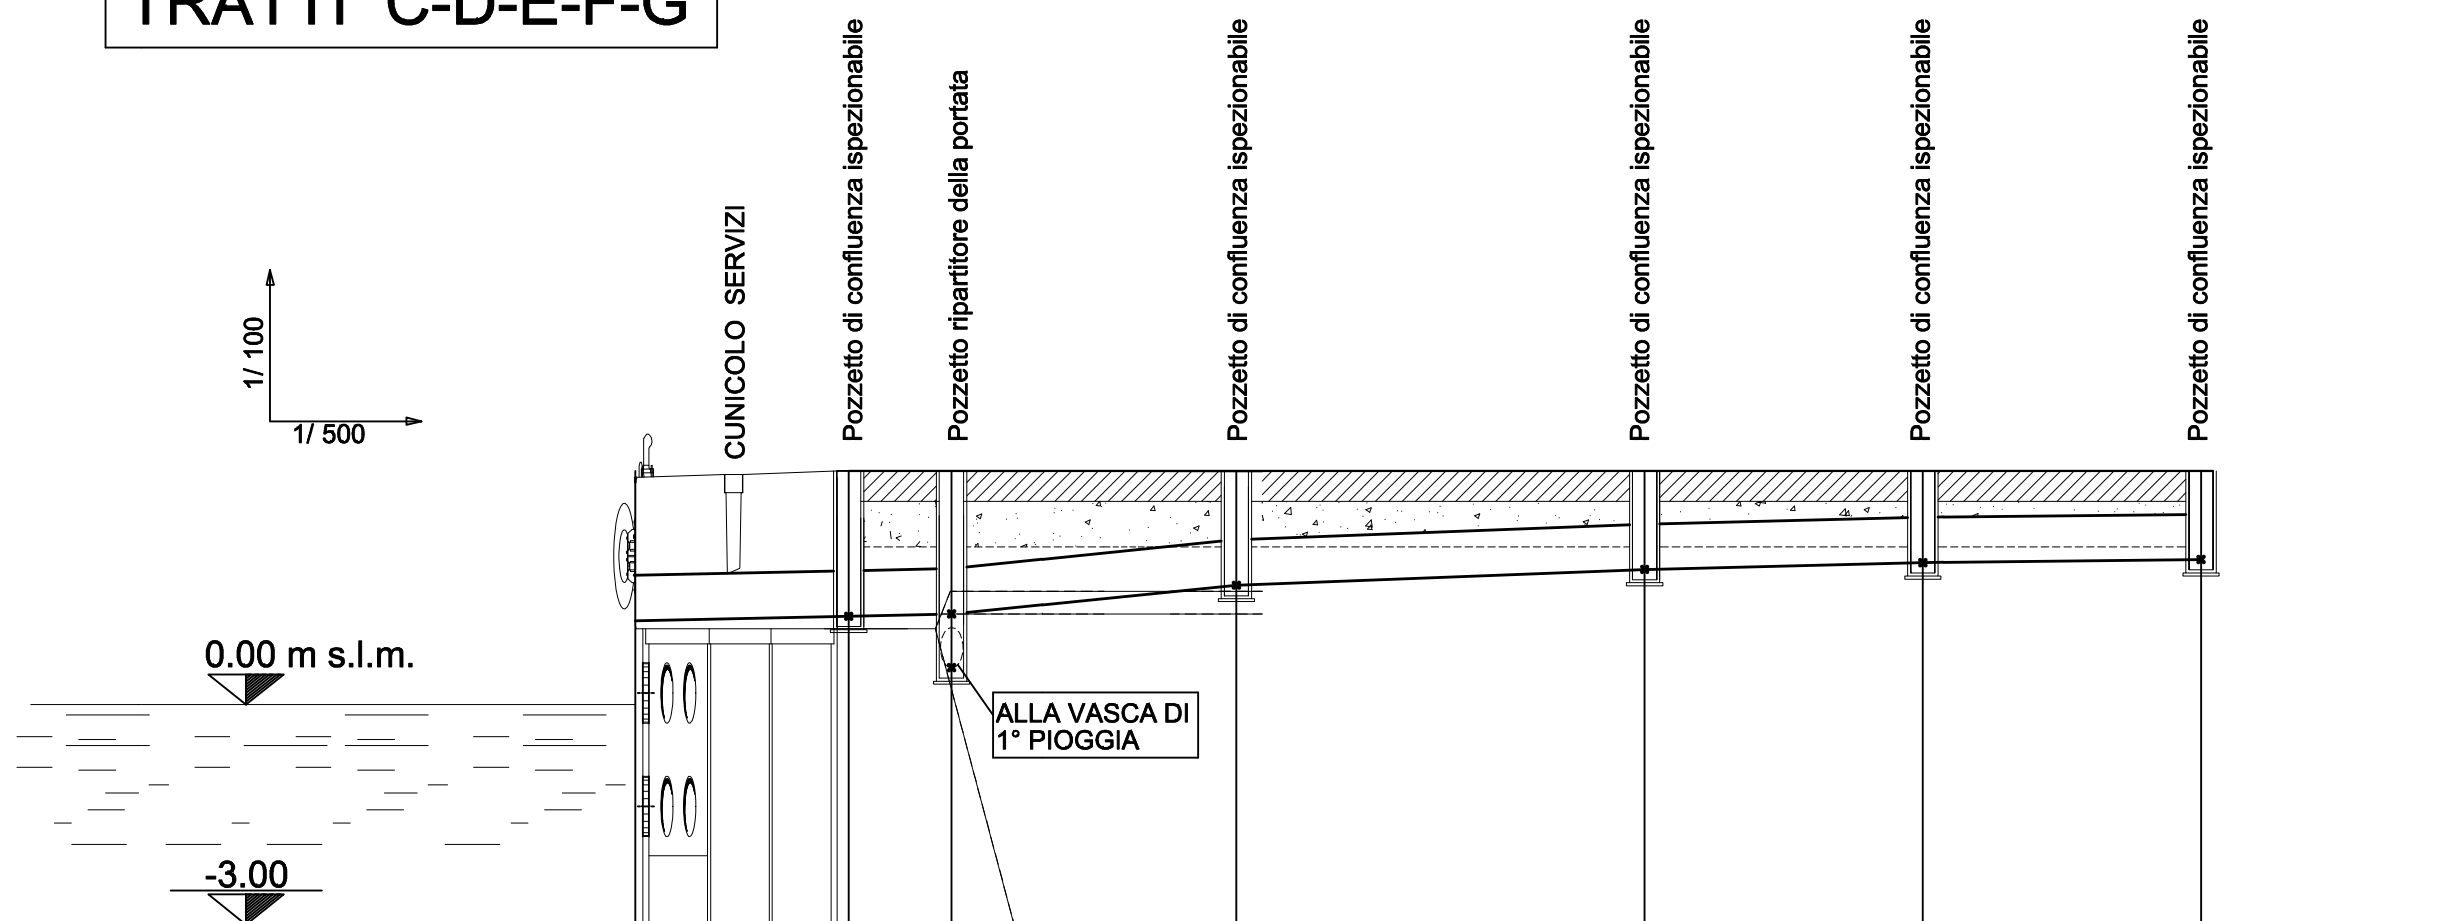 TRATTI C-D-E-F-G
CUNICOLO SERVIZI
Pozzetto di confluenza ispezionabile
Pozzetto ripartitore della portata
Pozzetto di confluenza ispezionabile
Pozzetto di confluenza ispezionabile
Pozzetto di confluenza ispezionabile
Pozzetto di confluenza ispezionabile
1/ 100
1/ 500
0.00 m s.l.m.
ALLA VASCA DI
1° PIOGGIA
-3.00